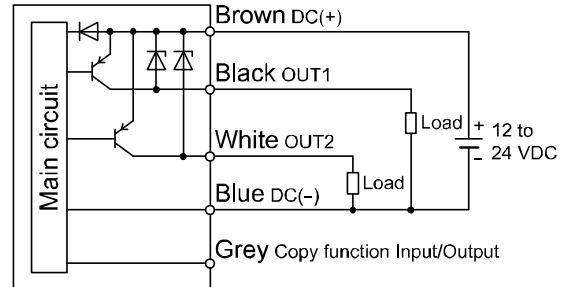 Brown DC(+)
Black OUT1
Load
+
12 to
24 VDC
-
White OUT2
Load
Main circuit
Blue DC(-)
Grey Copy function Input/Output